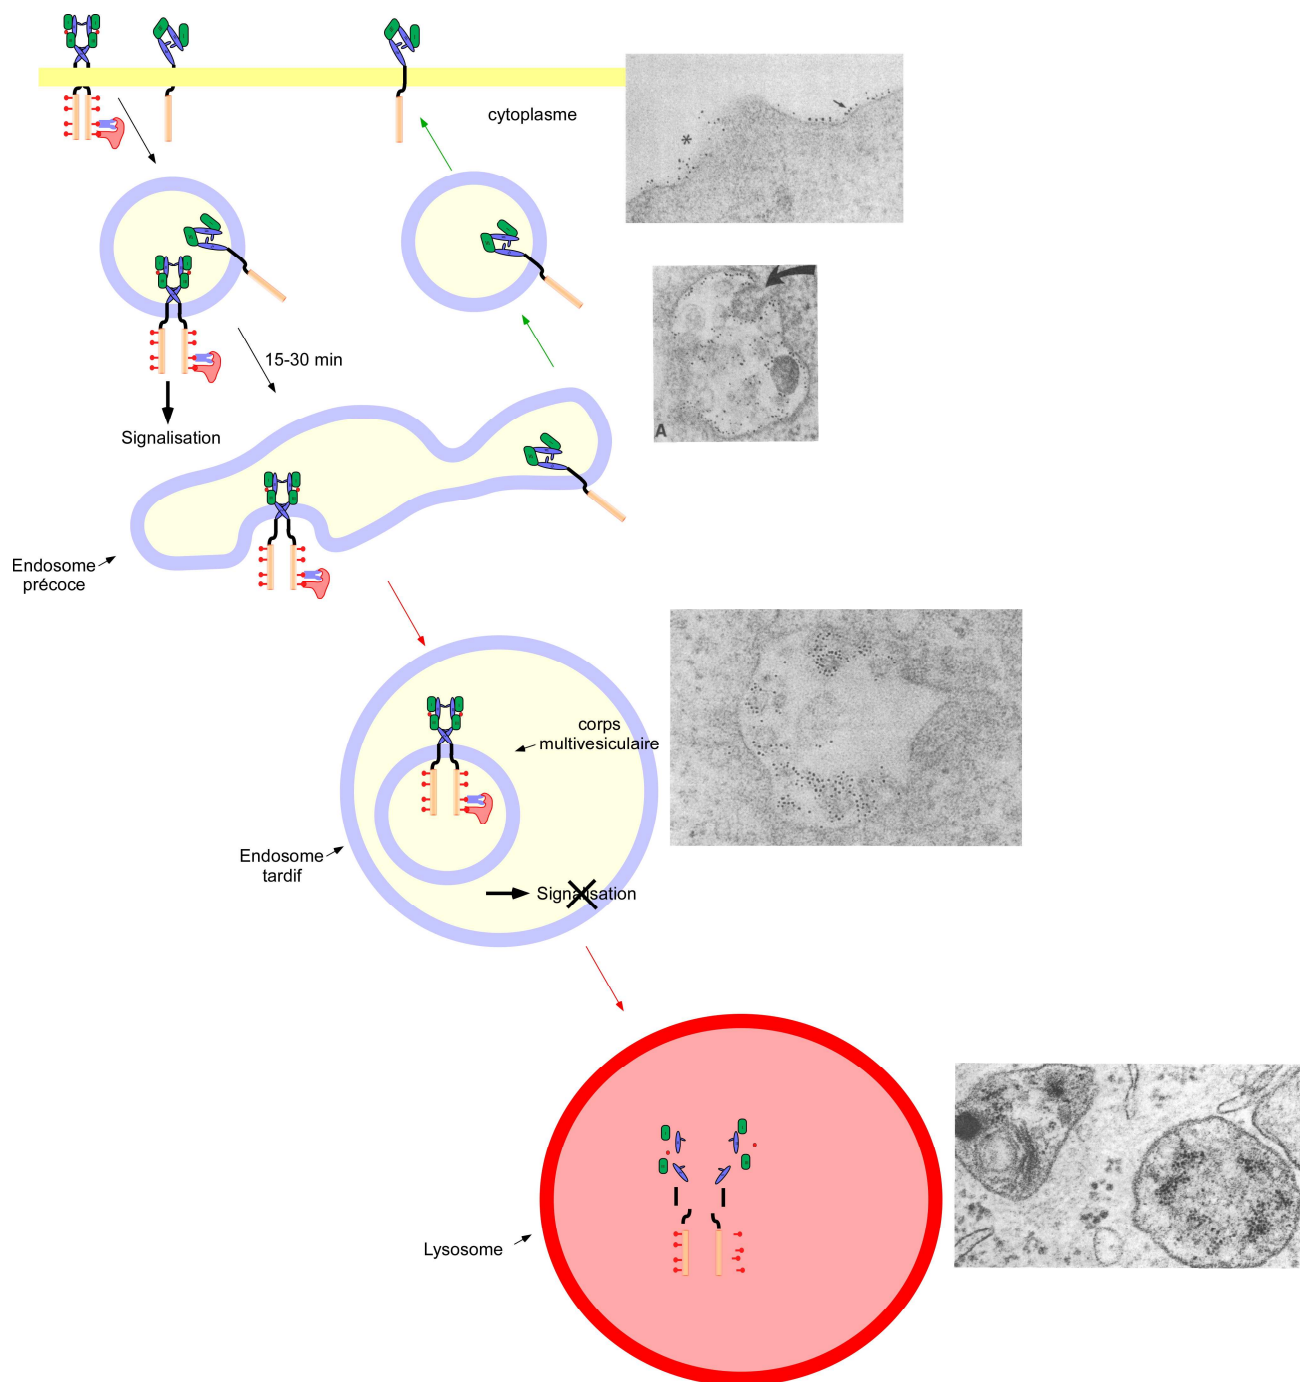 cytoplasme
15-30 min
Signalisation
A
Endosome
précoce
corps
multivesiculaire
Endosome
tardif
Signalisation
Lysosome